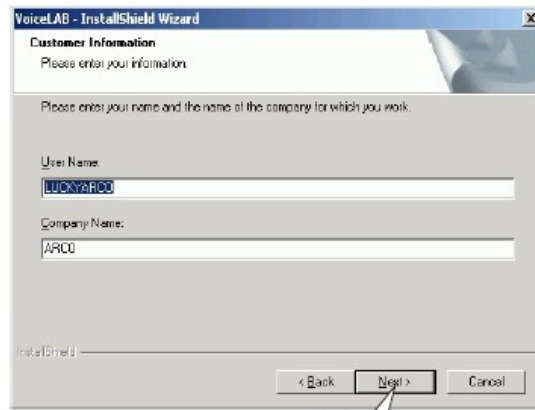 VoiceLAB - InstallShield Wizard
Customer Information
Please enter your information.
Please enter your name and the name of the company for which you work.
User Name:
LUCKYARCO
Company Name:
ARCO
InstallShield
< Back Next > Cancel